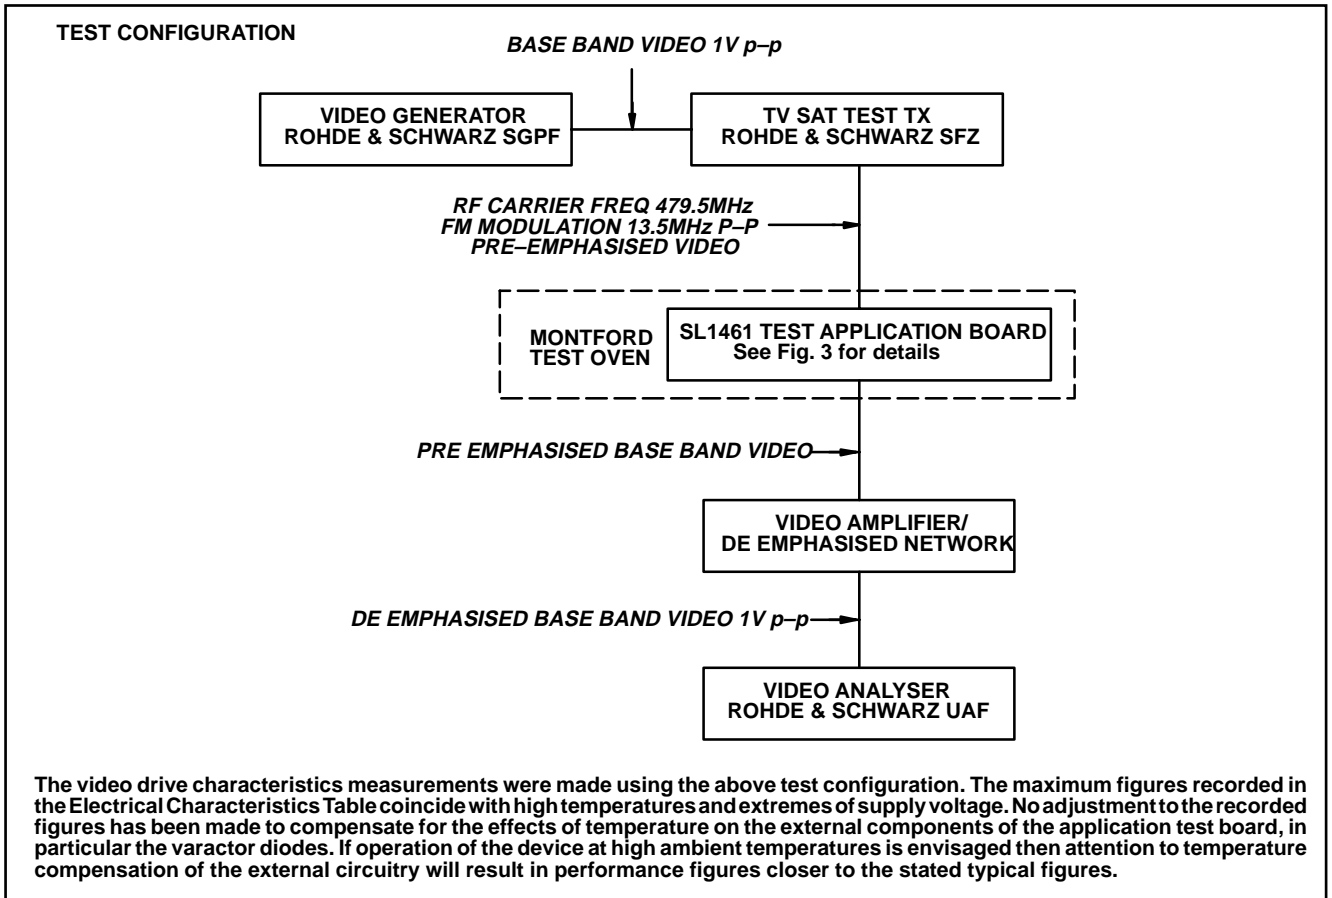 TEST CONFIGURATION
BASE BAND VIDEO 1V p–p
VIDEO GENERATOR
ROHDE & SCHWARZ SGPF
TV SAT TEST TX
ROHDE & SCHWARZ SFZ
RF CARRIER FREQ 479.5MHz
FM MODULATION 13.5MHz P–P
PRE–EMPHASISED VIDEO
MONTFORD
TEST OVEN
SL1461 TEST APPLICATION BOARD
See Fig. 3 for details
PRE EMPHASISED BASE BAND VIDEO
VIDEO AMPLIFIER/
DE EMPHASISED NETWORK
DE EMPHASISED BASE BAND VIDEO 1V p–p
VIDEO ANALYSER
ROHDE & SCHWARZ UAF
The video drive characteristics measurements were made using the above test configuration. The maximum figures recorded in
the Electrical Characteristics Table coincide with high temperatures and extremes of supply voltage. No adjustment to the recorded
figures has been made to compensate for the effects of temperature on the external components of the application test board, in
particular the varactor diodes. If operation of the device at high ambient temperatures is envisaged then attention to temperature
compensation of the external circuitry will result in performance figures closer to the stated typical figures.